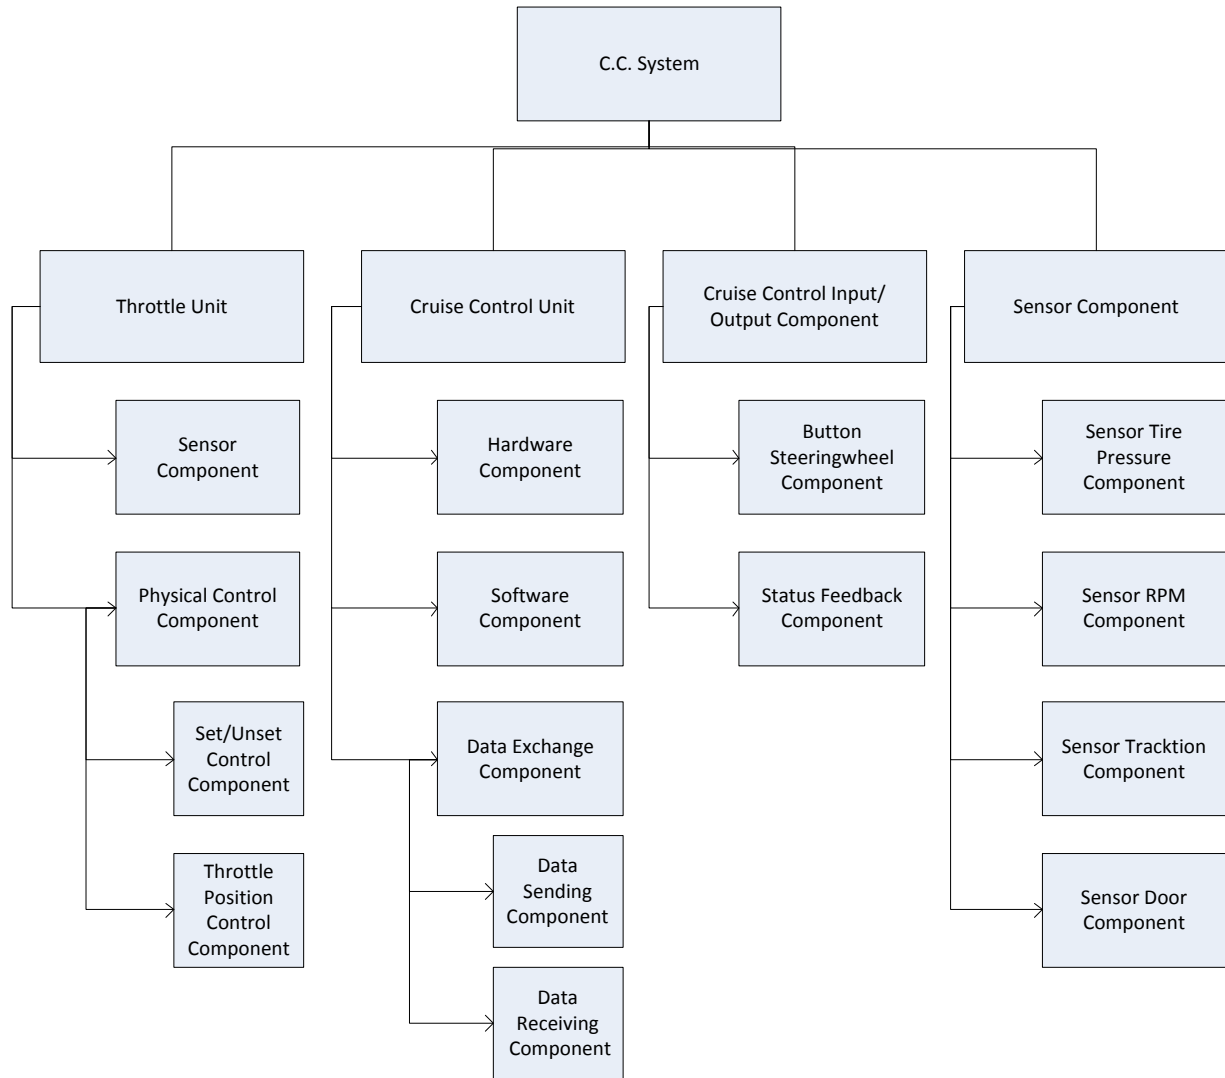 C.C. System
Throttle Unit
Cruise Control Unit
Cruise Control Input/
Output Component
Sensor Component
Sensor
Component
Physical Control
Component
Set/Unset
Control
Component
Throttle
Position
Control
Component
Hardware
Component
Software
Component
Data Exchange
Component
Data
Sending
Component
Data
Receiving
Component
Button
Steeringwheel
Component
Status Feedback
Component
Sensor Tire
Pressure
Component
Sensor RPM
Component
Sensor Tracktion
Component
Sensor Door
Component